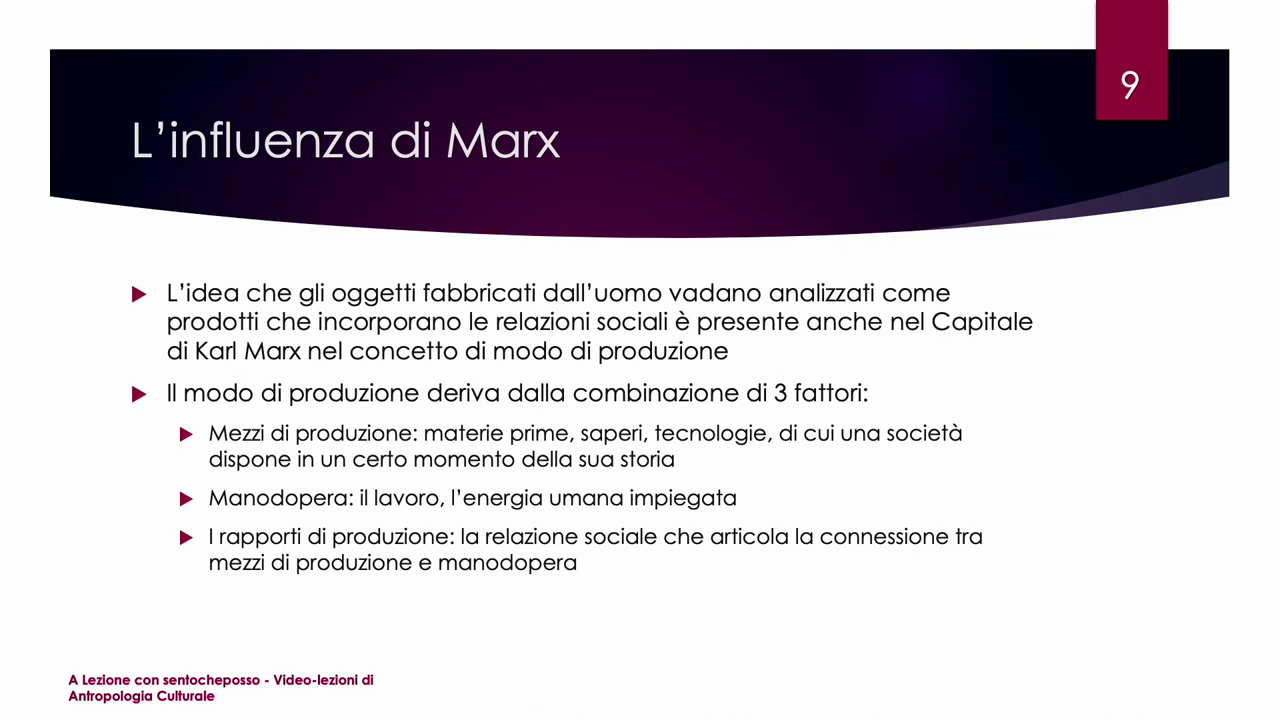 9
L’influenza di Marx
L’idea che gli oggetti fabbricati dall’uomo vadano analizzati come
prodotti che incorporano le relazioni sociali è presente anche nel Capitale
di Karl Marx nel concetto di modo di produzione
Il modo di produzione deriva dalla combinazione di 3 fattori:
Mezzi di produzione: materie prime, saperi, tecnologie, di cui una società
dispone in un certo momento della sua storia
Manodopera: il lavoro, l’energia umana impiegata
I rapporti di produzione: la relazione sociale che articola la connessione tra
mezzi di produzione e manodopera
A Lezione con sentocheposso - Video-lezioni di
Antropologia Culturale